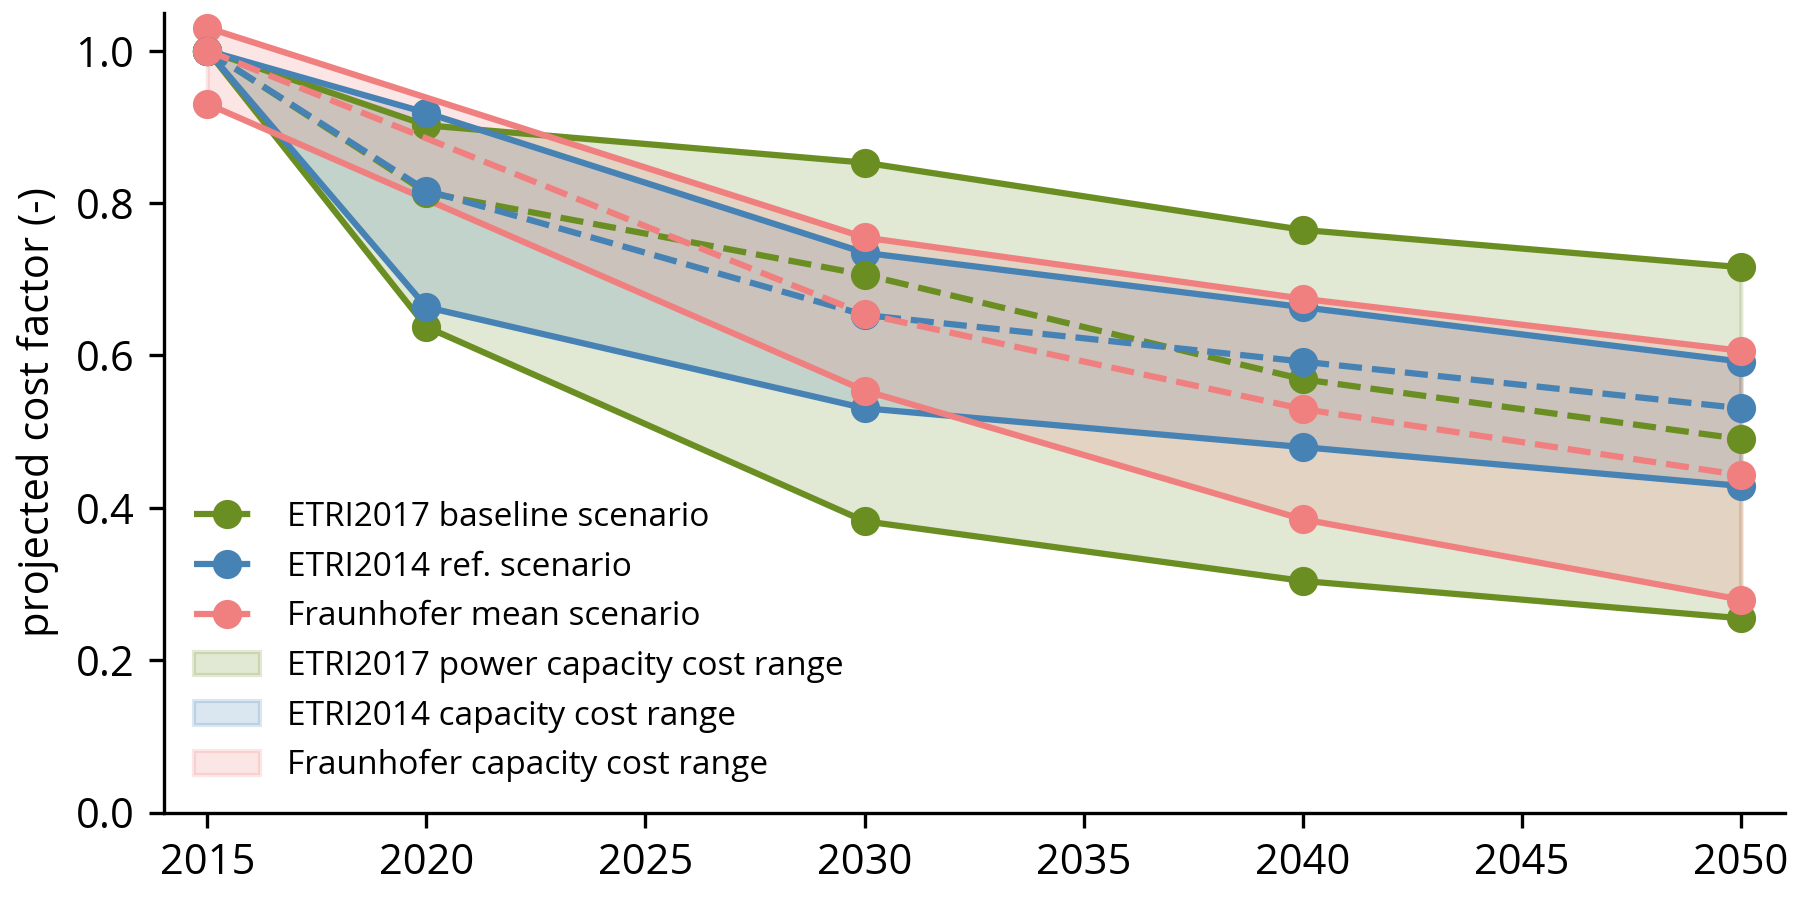 projected cost factor (-)
1.0
0.8
0.6
0.4
0.2
0.0
ETRI2017 baseline scenario
ETRI2014 ref. scenario
Fraunhofer mean scenario
ETRI2017 power capacity cost range
ETRI2014 capacity cost range
Fraunhofer capacity cost range
2015 2020 2025 2030 2035 2040 2045 2050